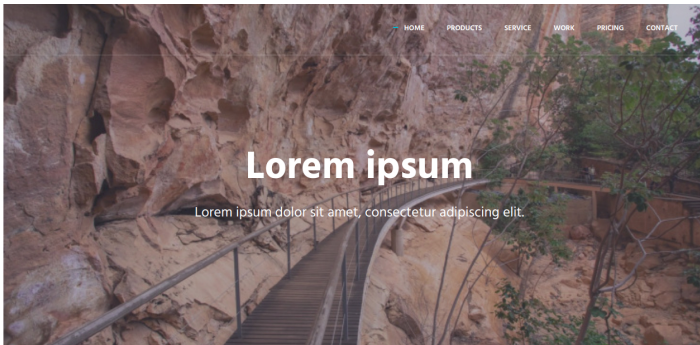 HOME PRODUCTS SERVICE WORK PRICING CONTACT
Lorem ipsum
Lorem ipsum dolor sit amet, consectetur adipiscing elit.